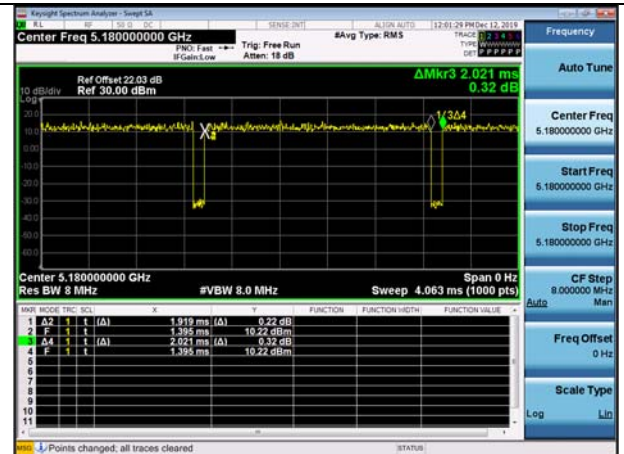 Keysight Spectrum Analyzer - Swept SA
RL RF 50 Ω DC SENSE:INT ALIGN AUTO 12:01:29 PM Dec 12, 2019
Center Freq 5.180000000 GHz
PNO: Fast
IFGain:Low
Trig: Free Run
Atten: 18 dB
#Avg Type: RMS
TRACE 1 2 3 4 5 6
TYPE WWWWWW
DET P P P P P P
Frequency
Ref Offset 22.03 dB
10 dB/div Ref 30.00 dBm
Log
ΔMkr3 2.021 ms
0.32 dB
Auto Tune
20.0
10.0
0.00
-10.0
-20.0
-30.0
-40.0
-50.0
-60.0
1/3Δ4
Center Freq
5.180000000 GHz
Start Freq
5.180000000 GHz
Stop Freq
5.180000000 GHz
Center 5.180000000 GHz Span 0 Hz
Res BW 8 MHz #VBW 8.0 MHz Sweep 4.063 ms (1000 pts)
CF Step
8.000000 MHz
Auto Man
MKR MODE TRC SCL X Y FUNCTION FUNCTION WIDTH FUNCTION VALUE
1 Δ2 1 t (Δ) 1.919 ms (Δ) 0.22 dB
2 F 1 t 1.395 ms 10.22 dBm
3 Δ4 1 t (Δ) 2.021 ms (Δ) 0.32 dB
4 F 1 t 1.395 ms 10.22 dBm
5
6
7
8
9
10
11
Freq Offset
0 Hz
Scale Type
Log Lin
MSG Points changed; all traces cleared STATUS